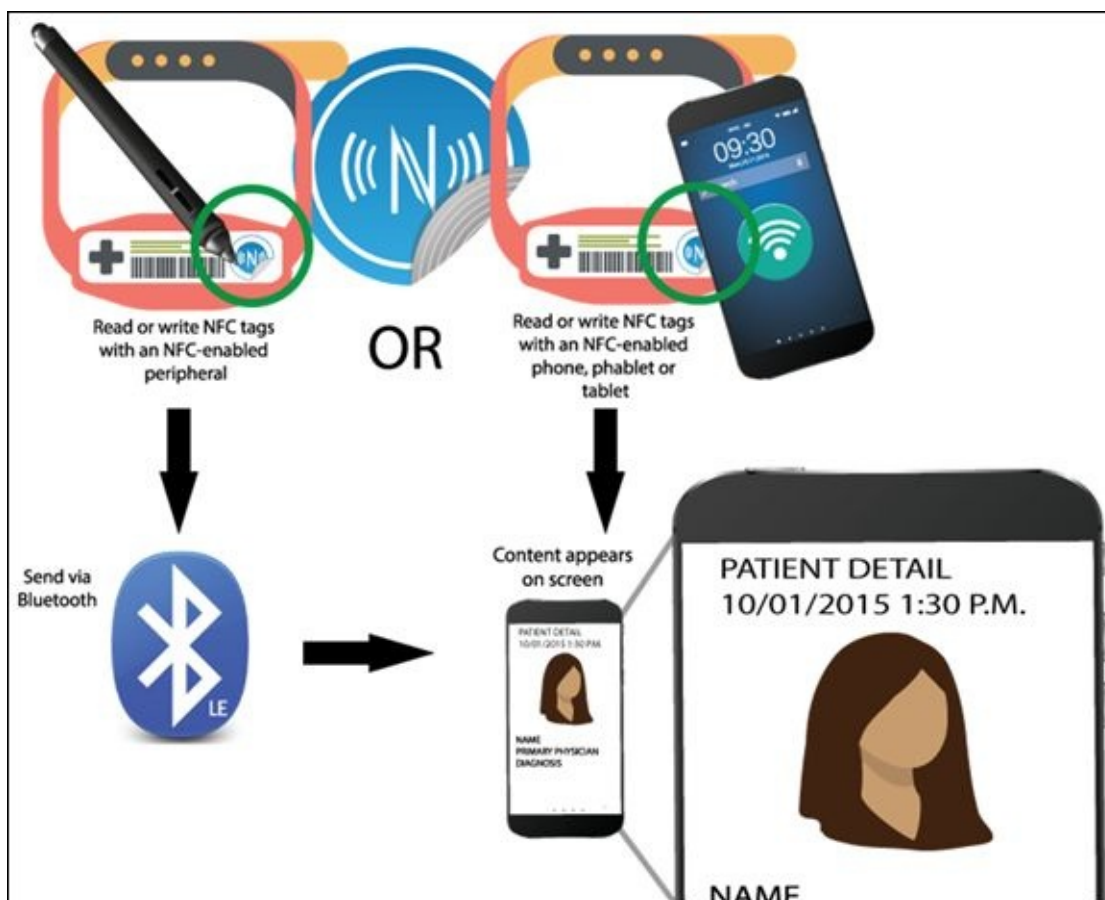 N
N
N
N
09:30
Read or write NFC tags
with an NFC-enabled
peripheral
OR
Read or write NFC tags
with an NFC-enabled
phone, phablet or
tablet
Send via
Bluetooth
LE
Content appears
on screen
PATIENT DETAIL
10/01/2015 1:30 P.M.
NAME
PRIMARY PHYSICIAN
DIAGNOSIS
PATIENT DETAIL
10/01/2015 1:30 P.M.
NAME